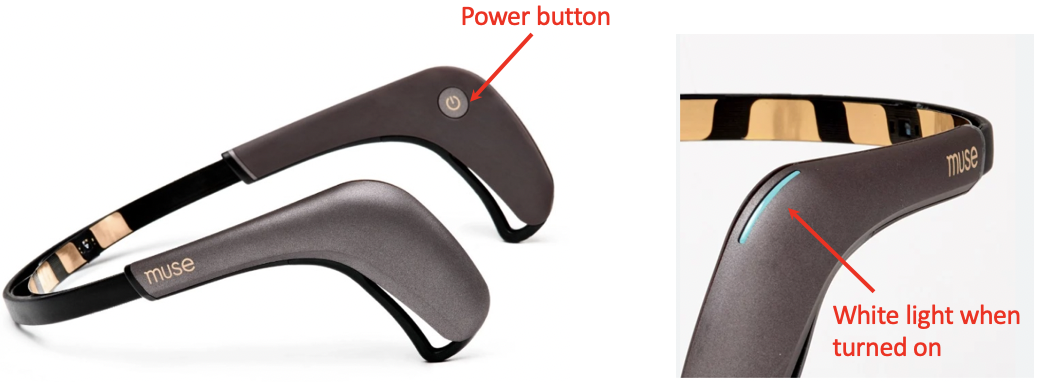 Power button
muse
muse
White light when
turned on